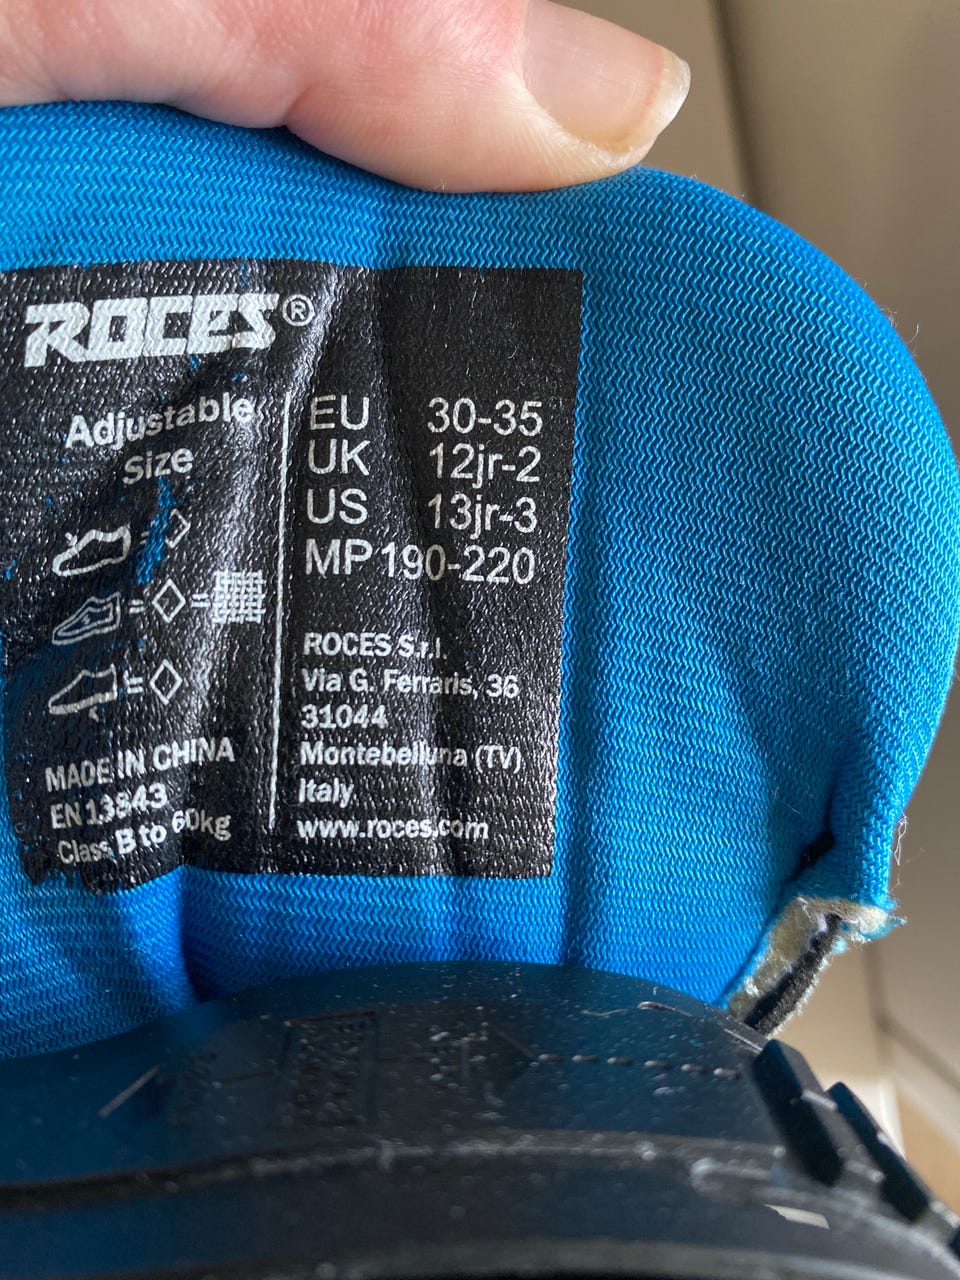 ROCES®
Adjustable
Size
MADE IN CHINA
EN 13843
Class B to 60kg
EU 30-35
UK 12jr-2
US 13jr-3
MP 190-220
ROCES S.r.l.
Via G. Ferraris, 36
31044
Montebelluna (TV)
Italy
www.roces.com